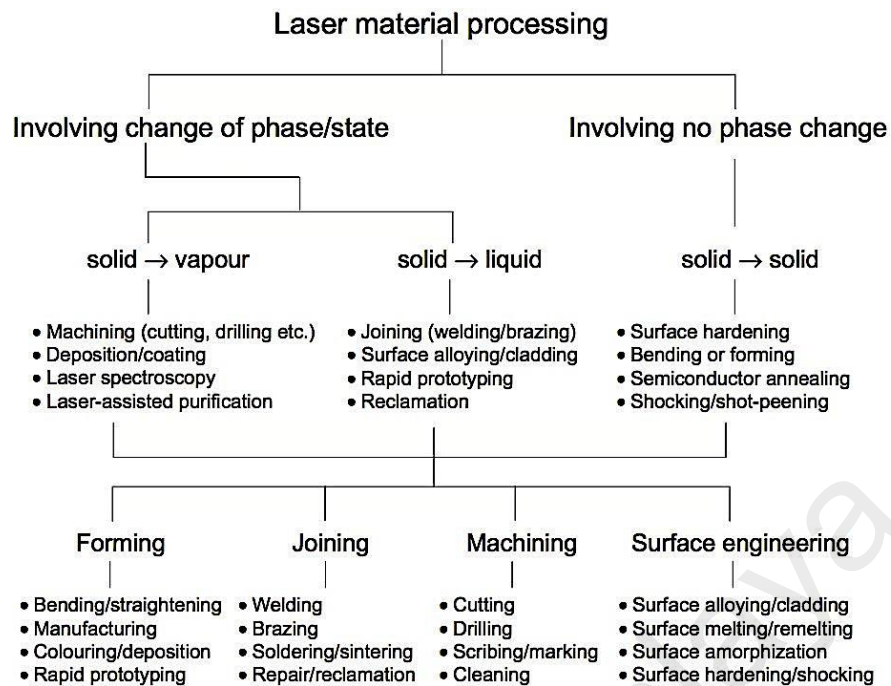 Laser material processing
Involving change of phase/state
Involving no phase change
solid → vapour
solid → liquid
solid → solid
• Machining (cutting, drilling etc.)
• Deposition/coating
• Laser spectroscopy
• Laser-assisted purification
• Joining (welding/brazing)
• Surface alloying/cladding
• Rapid prototyping
• Reclamation
• Surface hardening
• Bending or forming
• Semiconductor annealing
• Shocking/shot-peening
Forming
Joining
Machining
Surface engineering
• Bending/straightening
• Manufacturing
• Colouring/deposition
• Rapid prototyping
• Welding
• Brazing
• Soldering/sintering
• Repair/reclamation
• Cutting
• Drilling
• Scribing/marking
• Cleaning
• Surface alloying/cladding
• Surface melting/remelting
• Surface amorphization
• Surface hardening/shocking